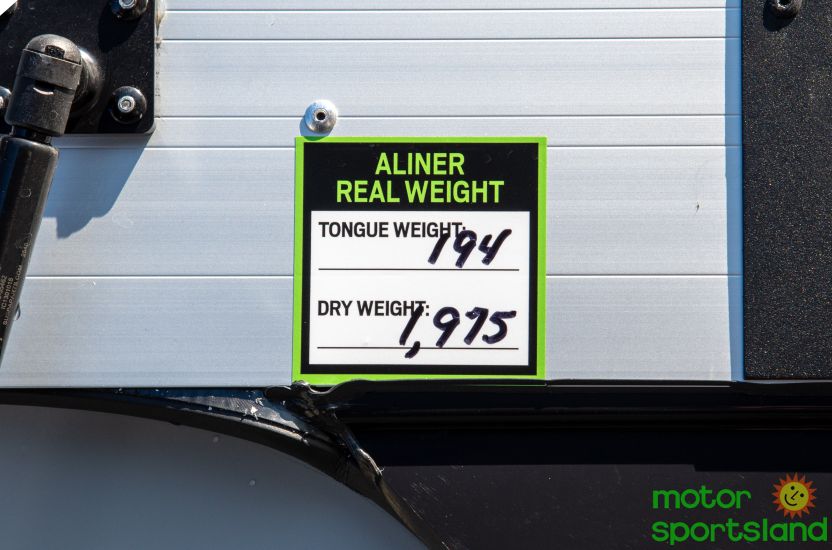 ALINER
REAL WEIGHT
TONGUE WEIGHT: 194
DRY WEIGHT: 1,975
motor
sportsland